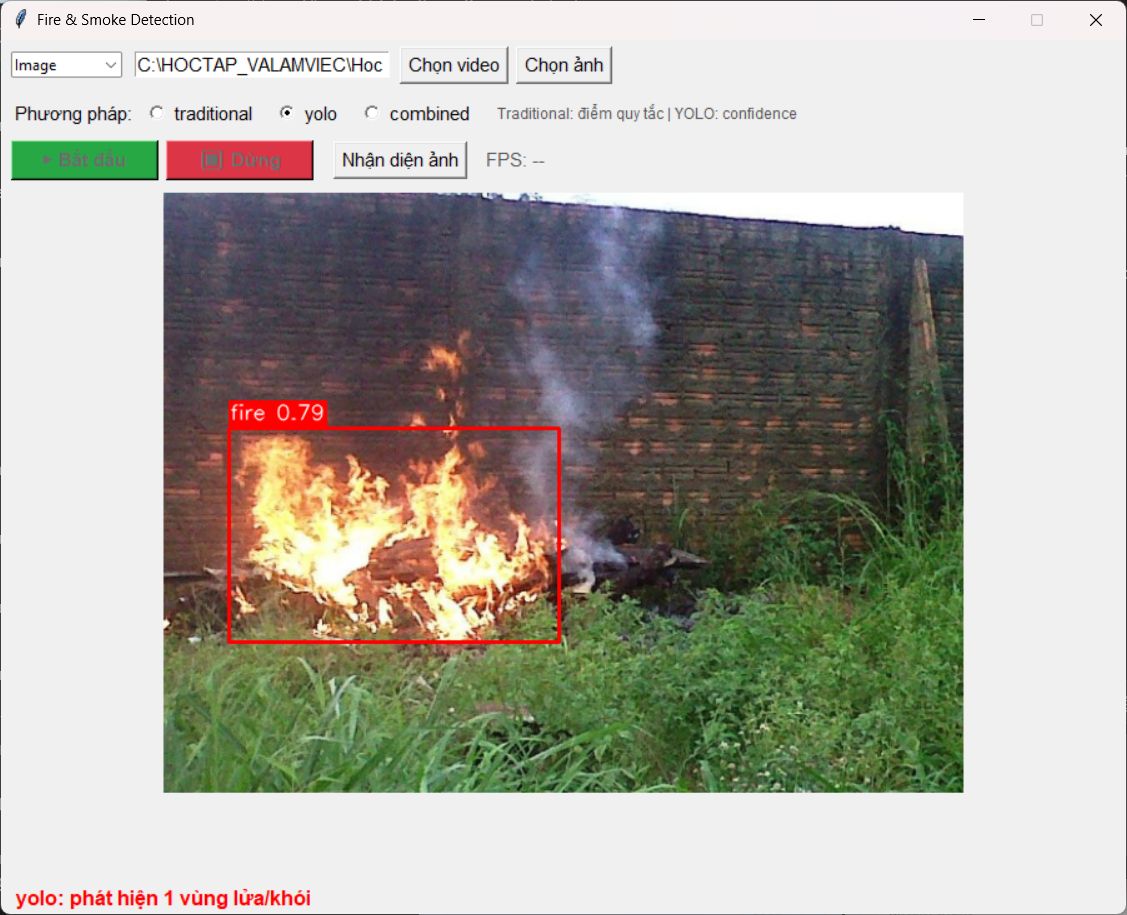 Fire & Smoke Detection
Image C:\HOCTAP_VALAMVIEC\Hoc Chọn video Chọn ảnh
Phương pháp: traditional yolo combined Traditional: điểm quy tắc | YOLO: confidence
Bắt đầu Dừng Nhận diện ảnh FPS: --
fire 0.79
yolo: phát hiện 1 vùng lửa/khói